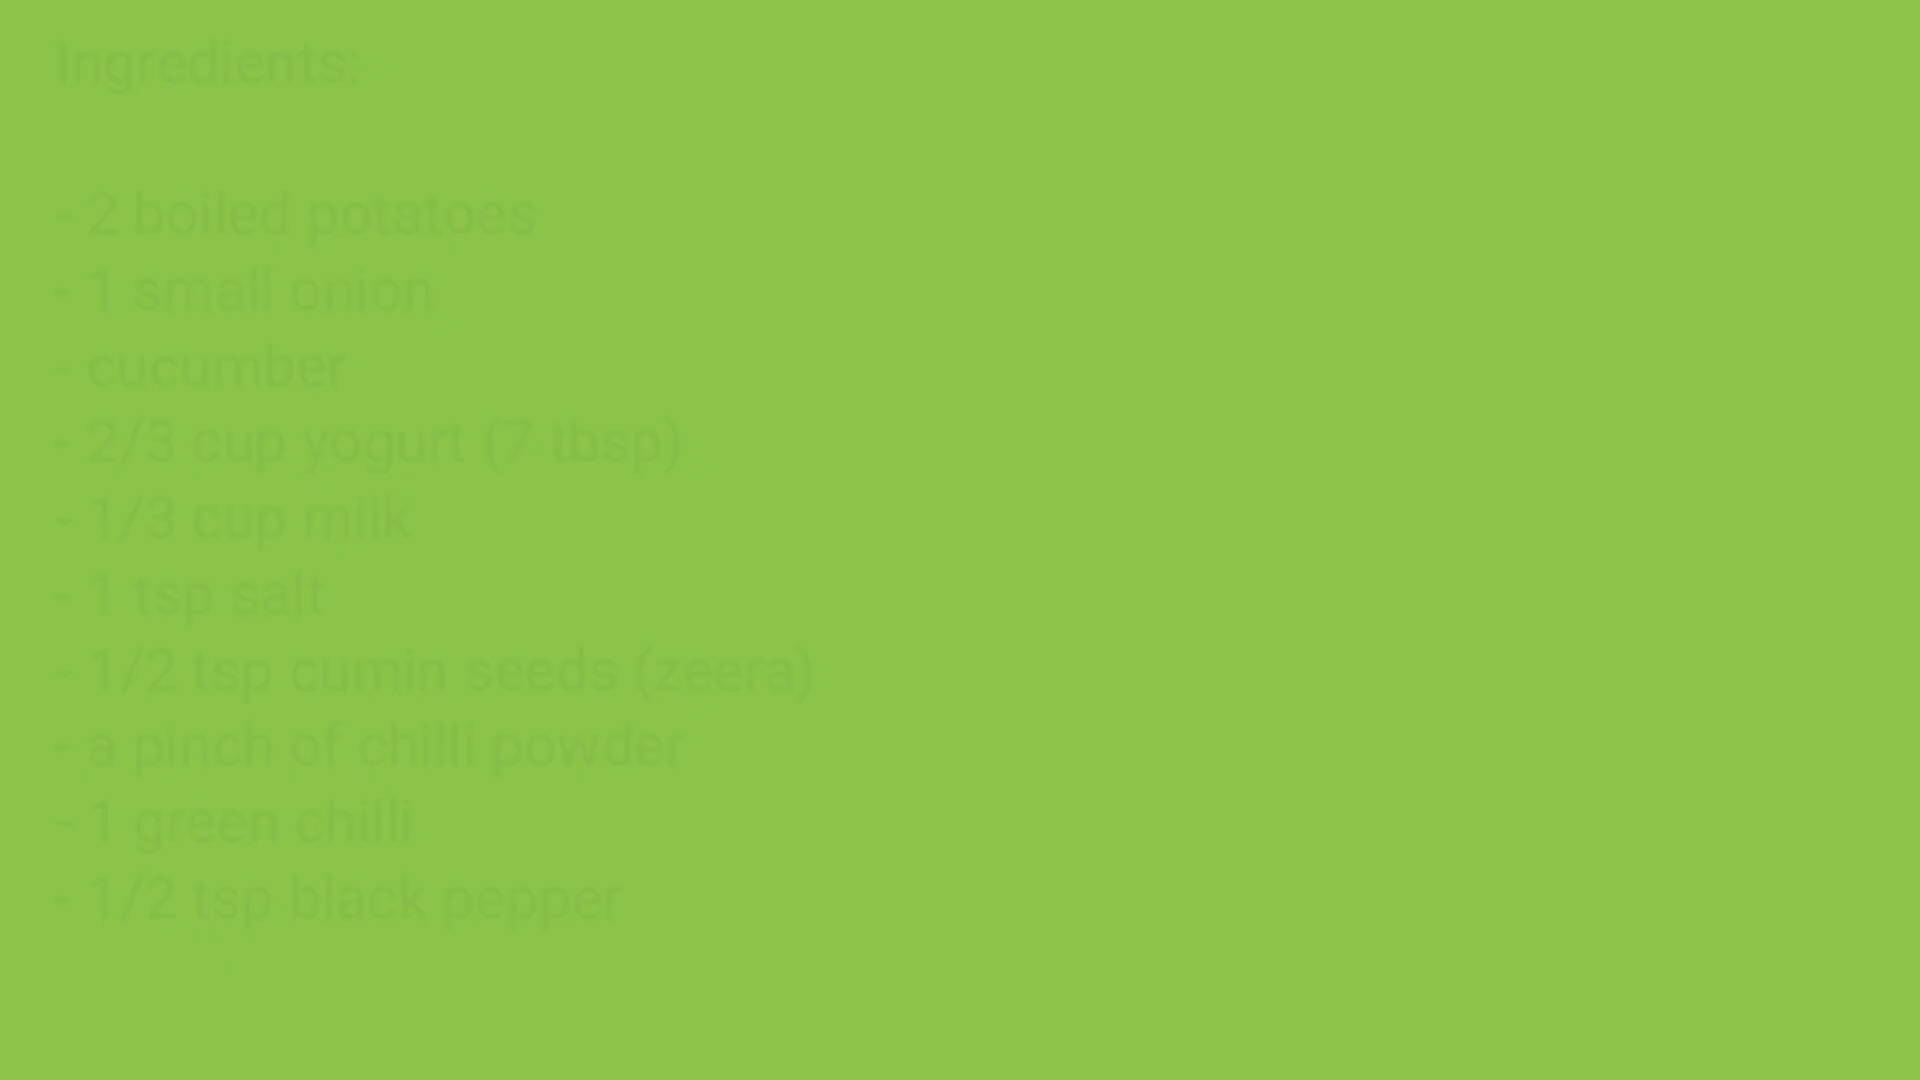 Ingredients:
- 2 boiled potatoes
- 1 small onion
- cucumber
- 2/3 cup yogurt (7 tbsp)
- 1/3 cup milk
- 1 tsp salt
- 1/2 tsp cumin seeds (zeera)
- a pinch of chilli powder
- 1 green chilli
- 1/2 tsp black pepper